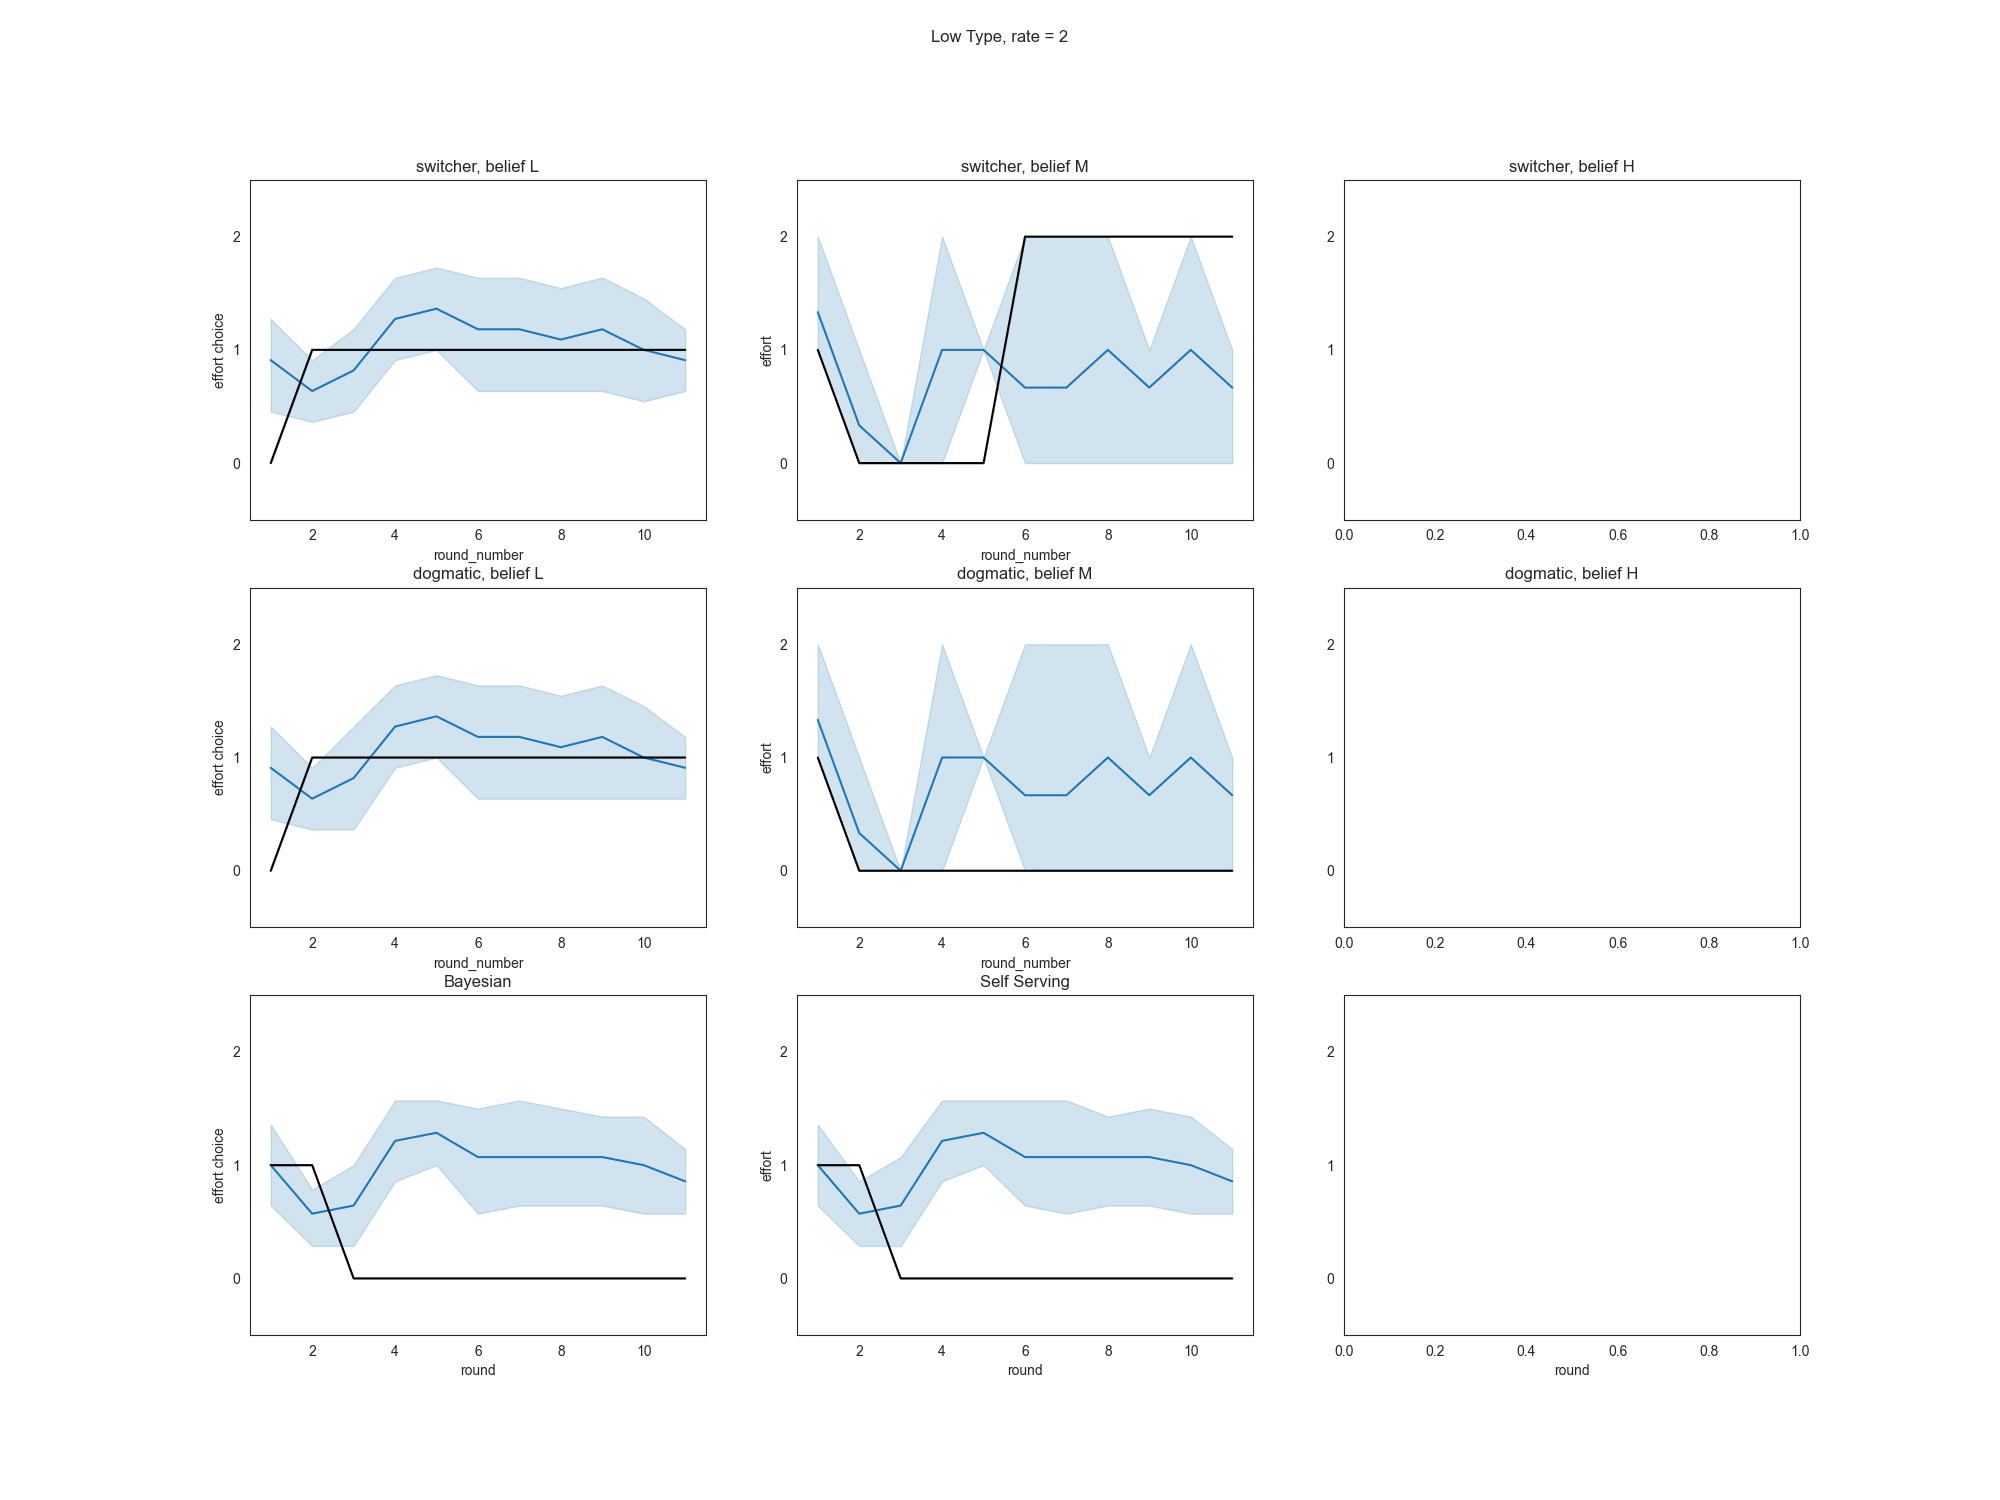 Low Type, rate = 2
switcher, belief L
switcher, belief M
switcher, belief H
2
1
0
effort choice
2 4 6 8 10
round_number
2
1
0
effort
2 4 6 8 10
round_number
2
1
0
0.0 0.2 0.4 0.6 0.8 1.0
dogmatic, belief L
dogmatic, belief M
dogmatic, belief H
2
1
0
effort choice
2 4 6 8 10
round_number
2
1
0
effort
2 4 6 8 10
round_number
2
1
0
0.0 0.2 0.4 0.6 0.8 1.0
Bayesian
Self Serving
2
1
0
effort choice
2 4 6 8 10
round
2
1
0
effort
2 4 6 8 10
round
2
1
0
0.0 0.2 0.4 0.6 0.8 1.0
round